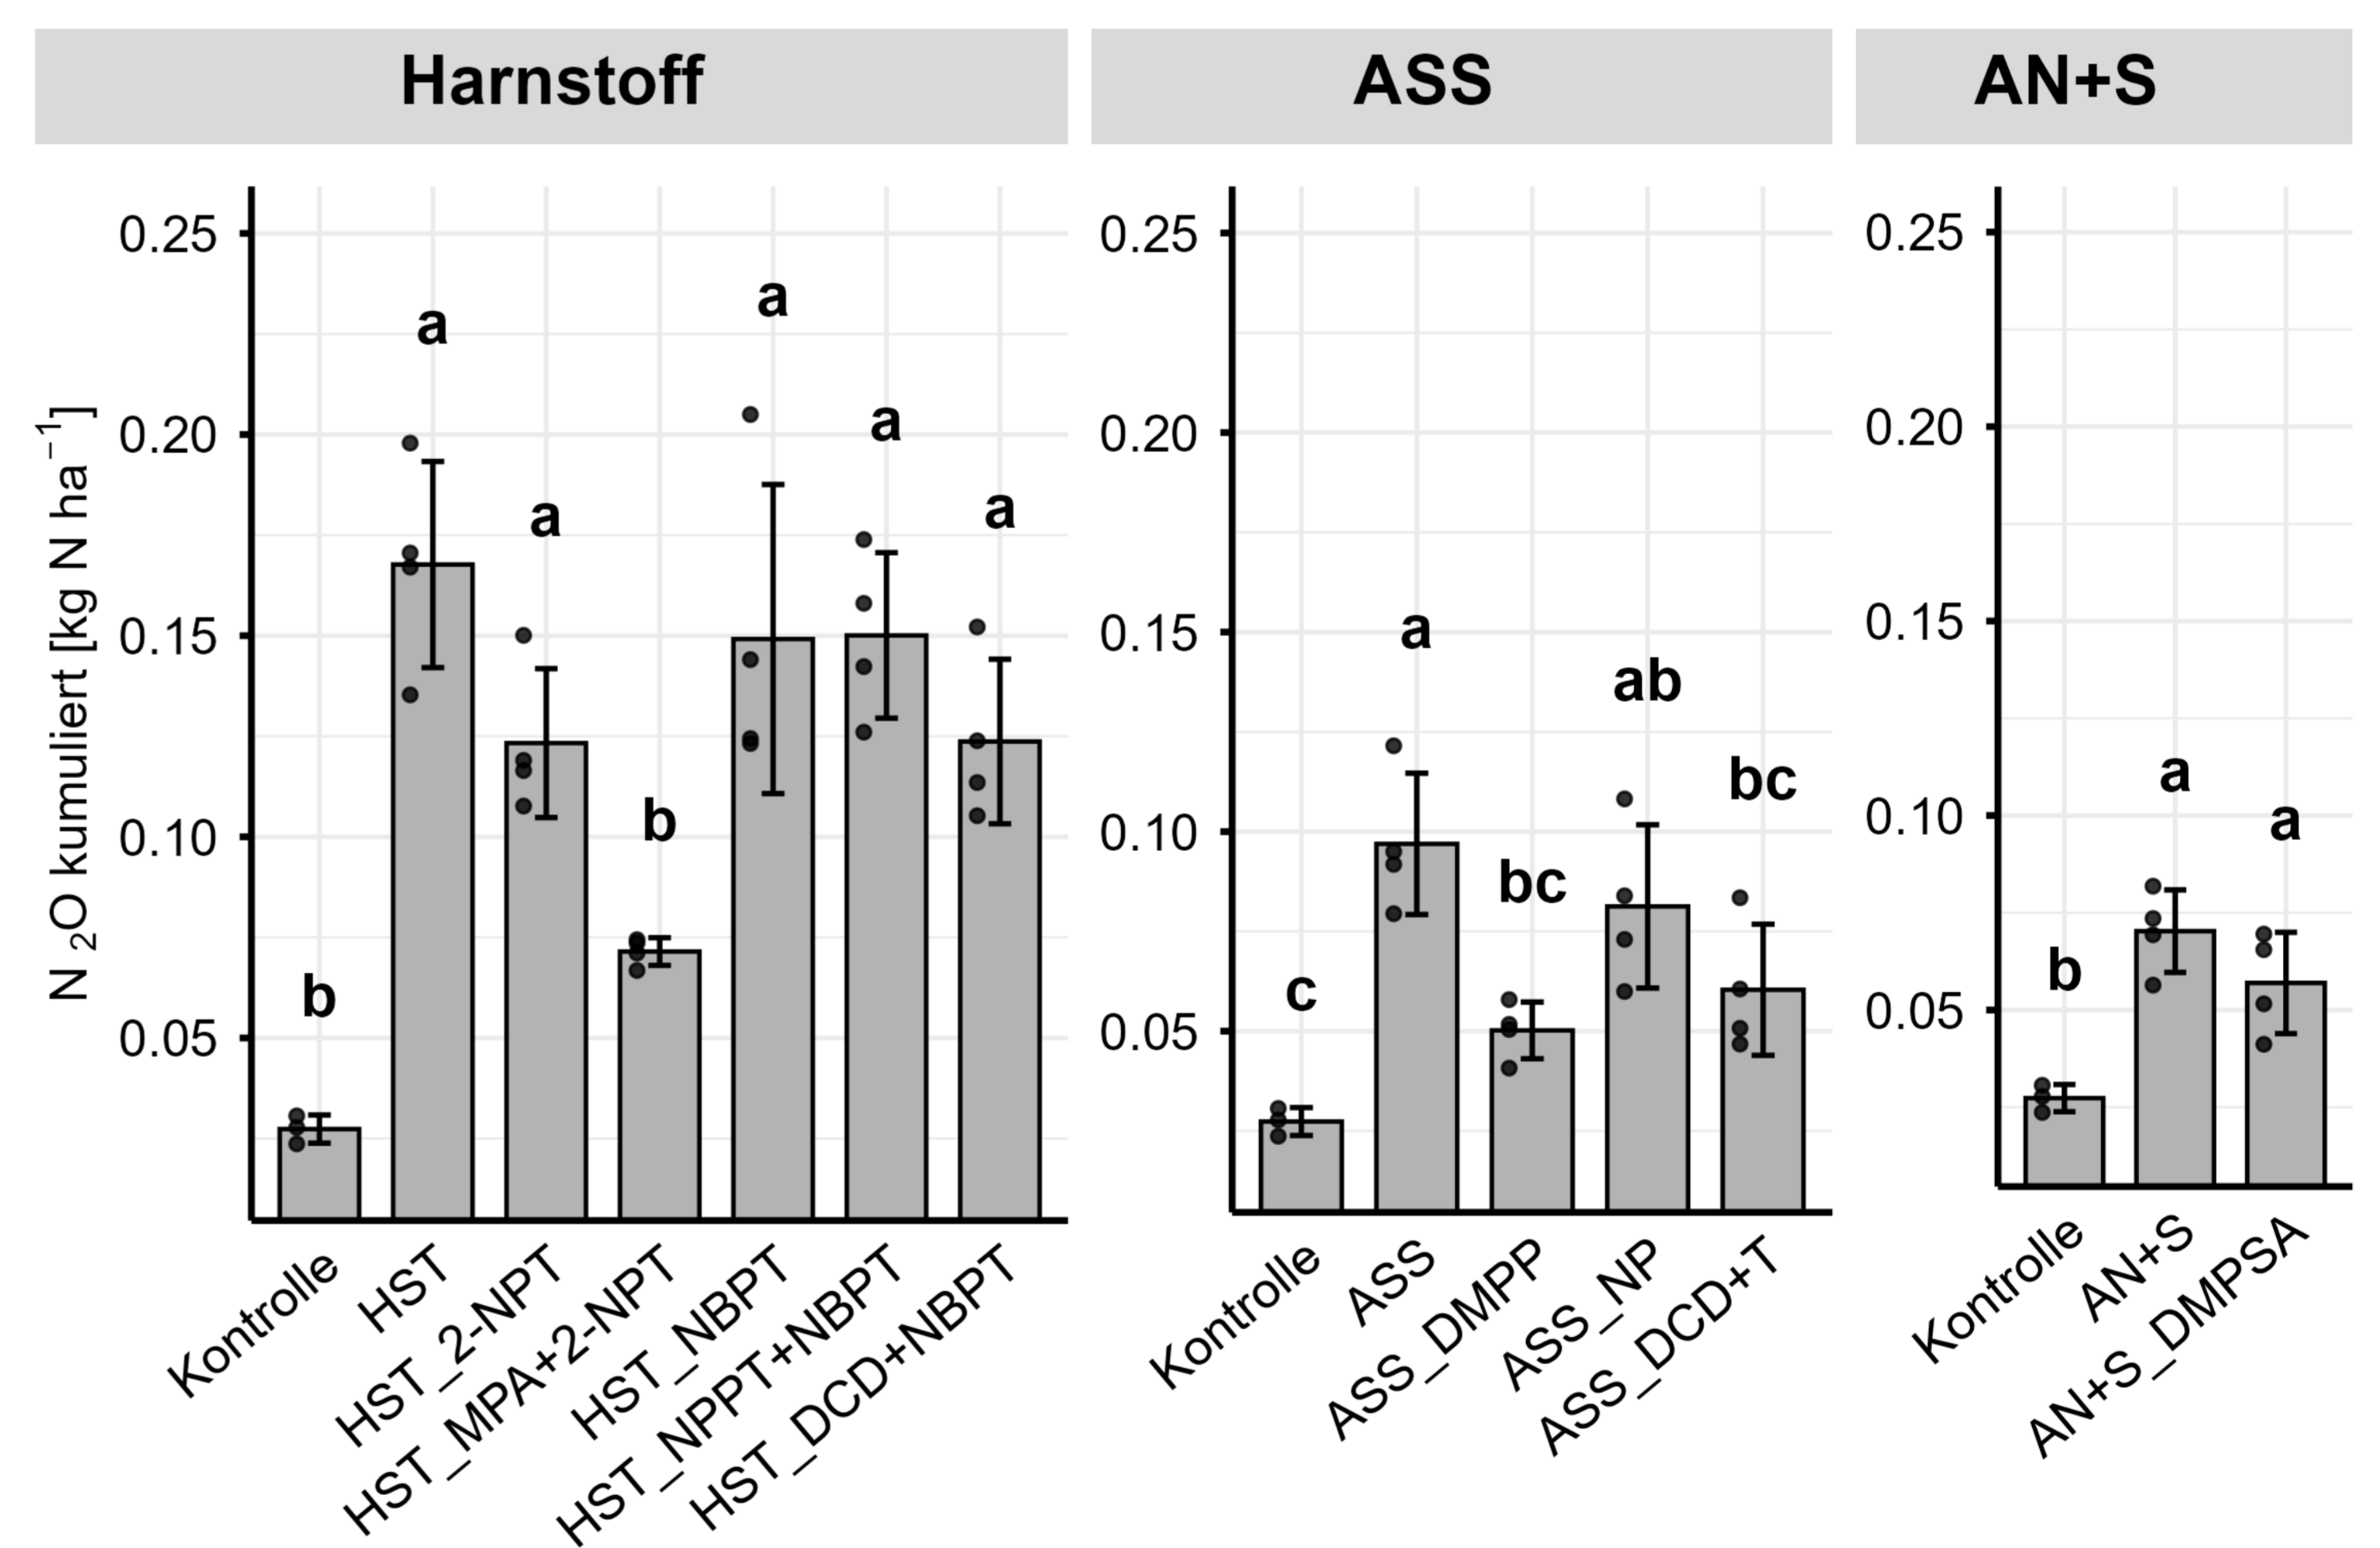 Harnstoff
ASS
AN+S
N₂O kumuliert [kg N ha⁻¹]
0.25
0.20
0.15
0.10
0.05
b
a
a
b
a
a
a
Kontrolle
HST
HST_2-NPT
HST_MPA+2-NPT
HST_NBPT
HST_NPPT+NBPT
HST_DCD+NBPT
0.25
0.20
0.15
0.10
0.05
c
a
bc
ab
bc
Kontrolle
ASS
ASS_DMPP
ASS_NP
ASS_DCD+T
0.25
0.20
0.15
0.10
0.05
b
a
a
Kontrolle
AN+S
AN+S_DMPSA